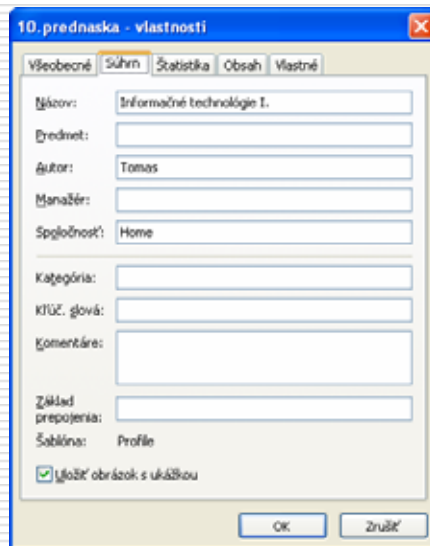 10.prednaska - vlastnosti
Všeobecné Súhrn Štatistika Obsah Vlastné
Názov: Informačné technológie I.
Predmet:
Autor: Tomas
Manažér:
Spoločnosť: Home
Kategória:
Kľúč. slová:
Komentáre:
Základ
prepojenia:
Šablóna: Profile
Uložiť obrázok s ukážkou
OK Zrušiť